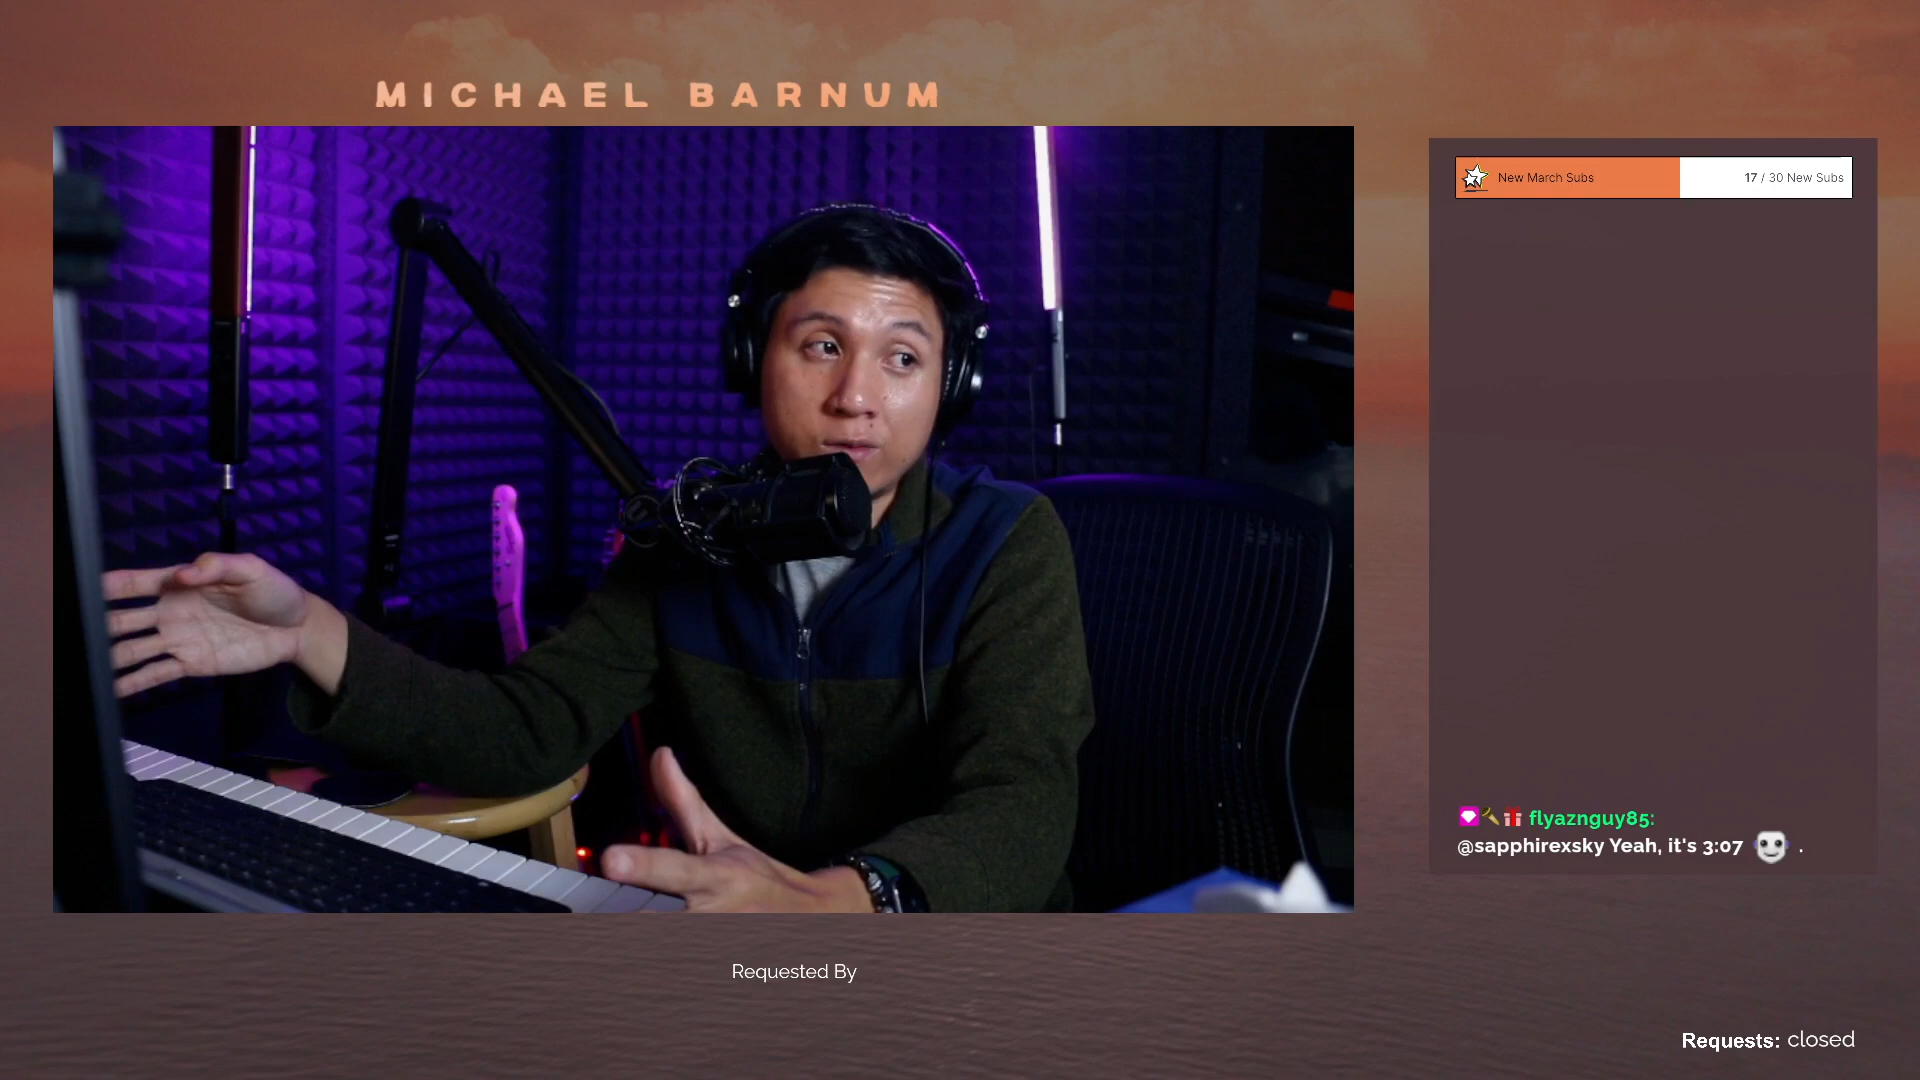 MICHAEL BARNUM
New March Subs
17 / 30 New Subs
flyaznguy85:
@sapphirexsky Yeah, it's 3:07 .
Requested By
Requests: closed